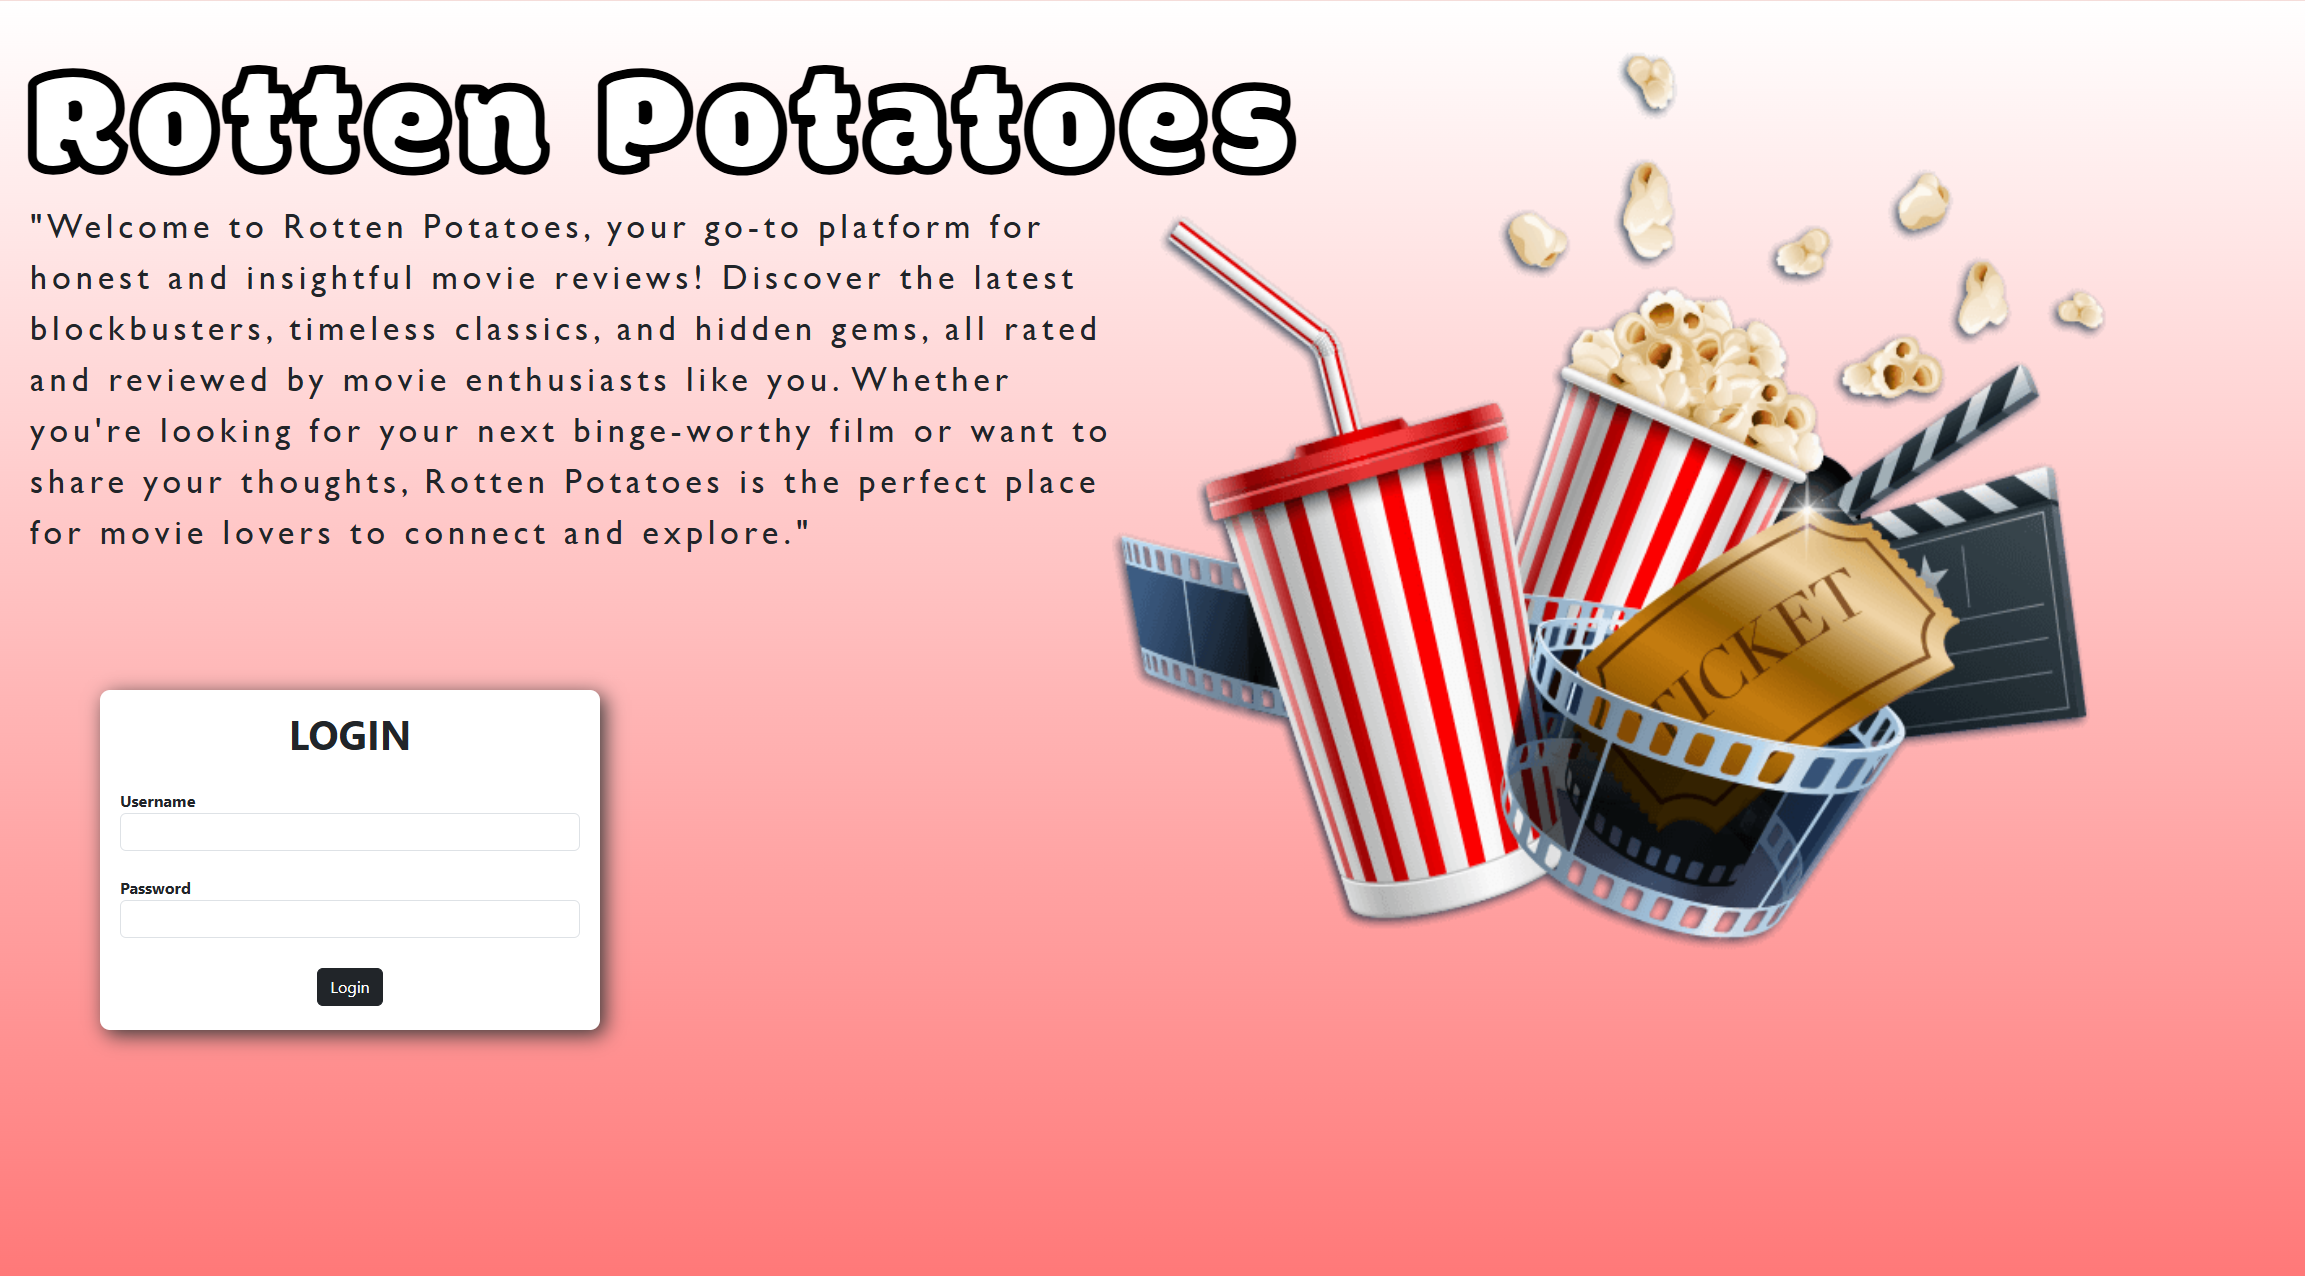 Rotten Potatoes
"Welcome to Rotten Potatoes, your go-to platform for
honest and insightful movie reviews! Discover the latest
blockbusters, timeless classics, and hidden gems, all rated
and reviewed by movie enthusiasts like you. Whether
you're looking for your next binge-worthy film or want to
share your thoughts, Rotten Potatoes is the perfect place
for movie lovers to connect and explore."
TICKET
LOGIN
Username
Password
Login